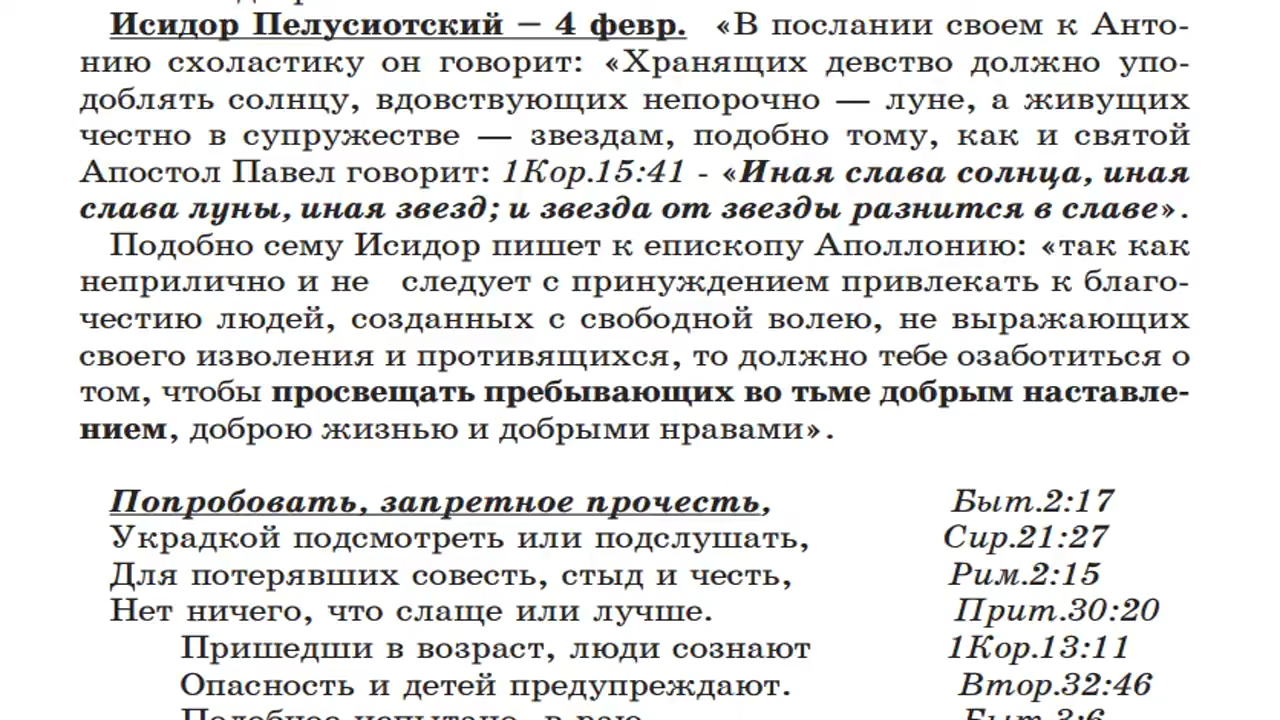 Исидор Пелусиотский – 4 февр. «В послании своем к Анто-
нию схоластику он говорит: «Хранящих девство должно упо-
доблять солнцу, вдовствующих непорочно — луне, а живущих
честно в супружестве — звездам, подобно тому, как и святой
Апостол Павел говорит: 1Кор.15:41 - «Иная слава солнца, иная
слава луны, иная звезд; и звезда от звезды разнится в славе».
Подобно сему Исидор пишет к епископу Аполлонию: «так как
неприлично и не следует с принуждением привлекать к благо-
честию людей, созданных с свободной волею, не выражающих
своего изволения и противящихся, то должно тебе озаботиться о
том, чтобы просвещать пребывающих во тьме добрым наставле-
нием, доброю жизнью и добрыми нравами».
Попробовать, запретное прочесть, Быт.2:17
Украдкой подсмотреть или подслушать, Сир.21:27
Для потерявших совесть, стыд и честь, Рим.2:15
Нет ничего, что слаще или лучше. Прит.30:20
Пришедши в возраст, люди сознают 1Кор.13:11
Опасность и детей предупреждают. Втор.32:46
Подобное испытано в раю Быт.3:6